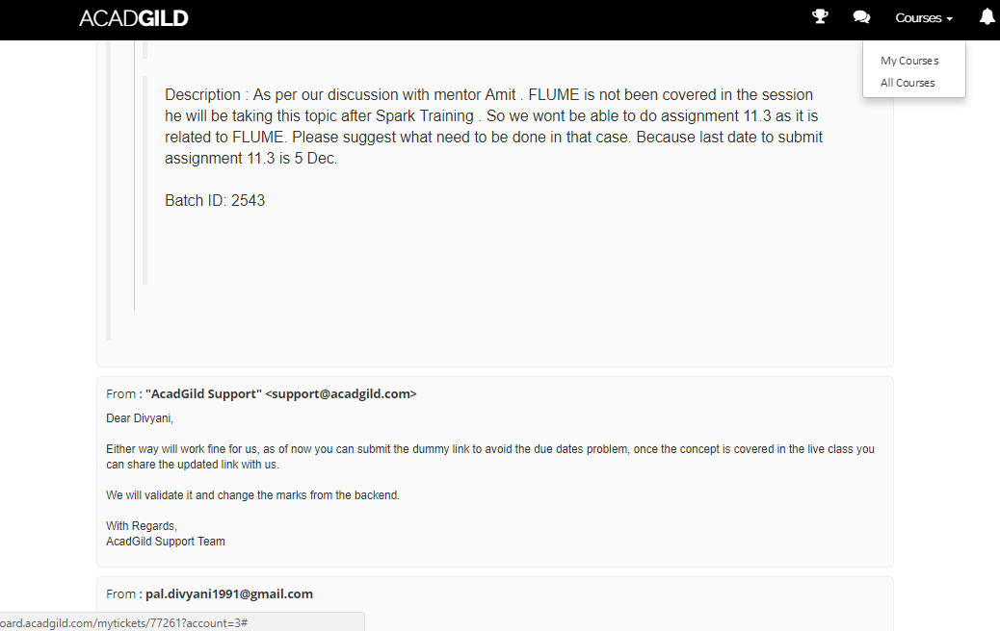 ACADGILD
Courses
My Courses
All Courses
Description : As per our discussion with mentor Amit . FLUME is not been covered in the session
he will be taking this topic after Spark Training . So we wont be able to do assignment 11.3 as it is
related to FLUME. Please suggest what need to be done in that case. Because last date to submit
assignment 11.3 is 5 Dec.
Batch ID: 2543
From : "AcadGild Support" <support@acadgild.com>
Dear Divyani,
Either way will work fine for us, as of now you can submit the dummy link to avoid the due dates problem, once the concept is covered in the live class you
can share the updated link with us.
We will validate it and change the marks from the backend.
With Regards,
AcadGild Support Team
From : pal.divyani1991@gmail.com
oard.acadgild.com/mytickets/77261?account=3#